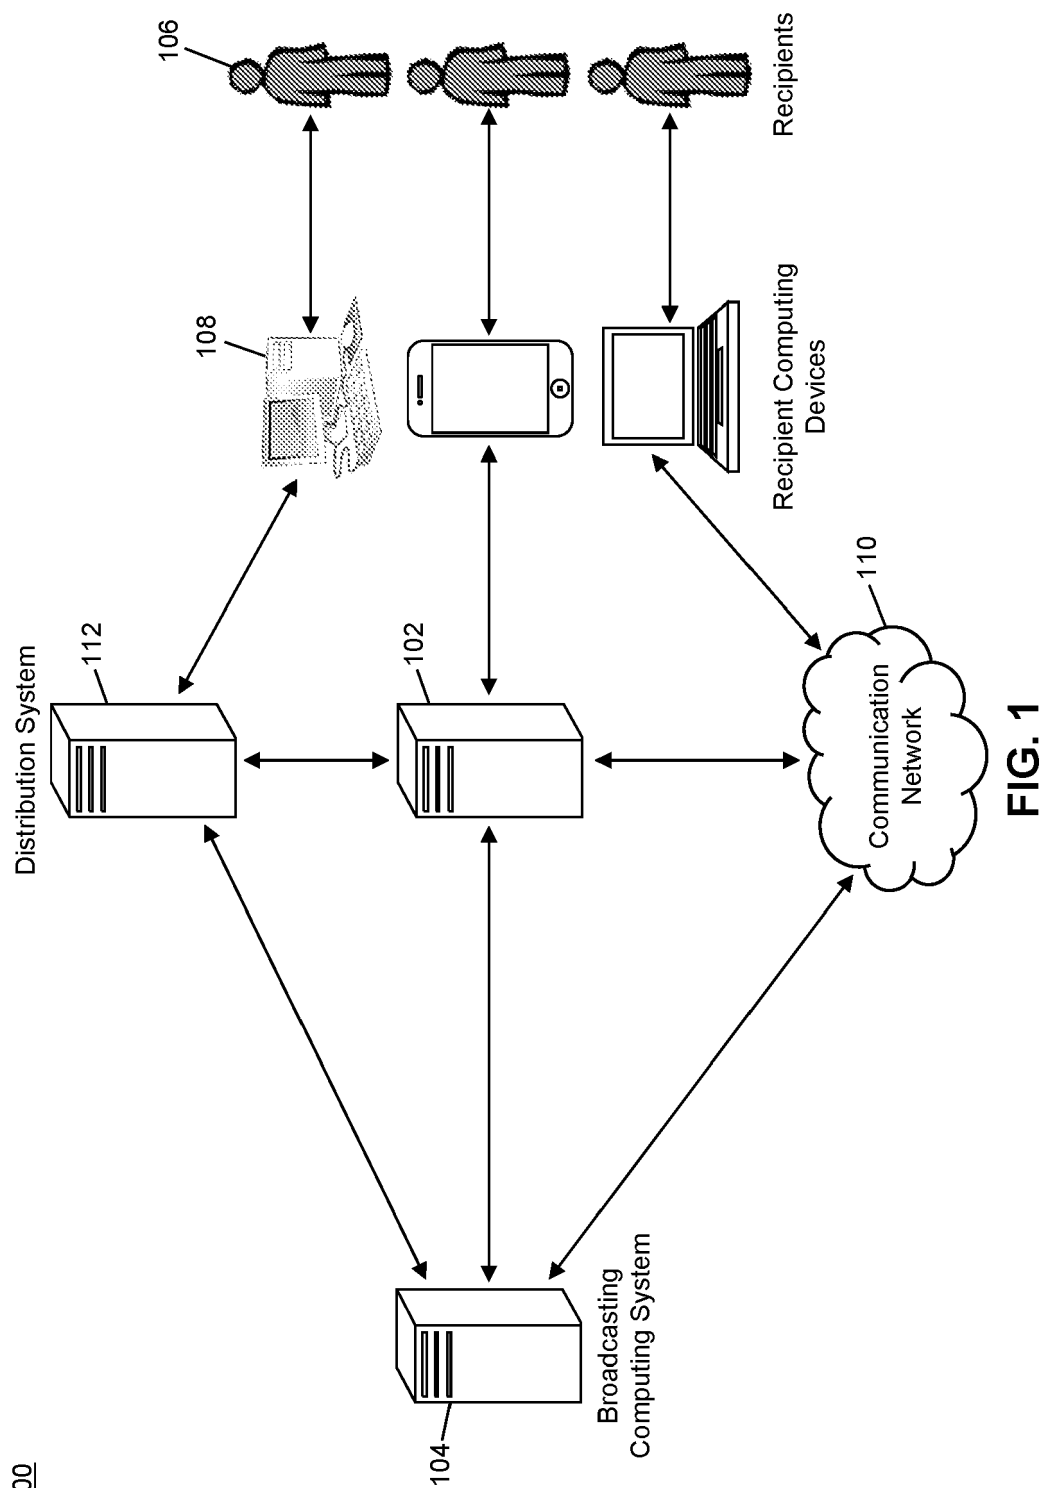 00
Distribution System
112
102
104
Broadcasting
Computing System
108
106
Recipient Computing
Devices
Recipients
110
Communication
Network
FIG. 1